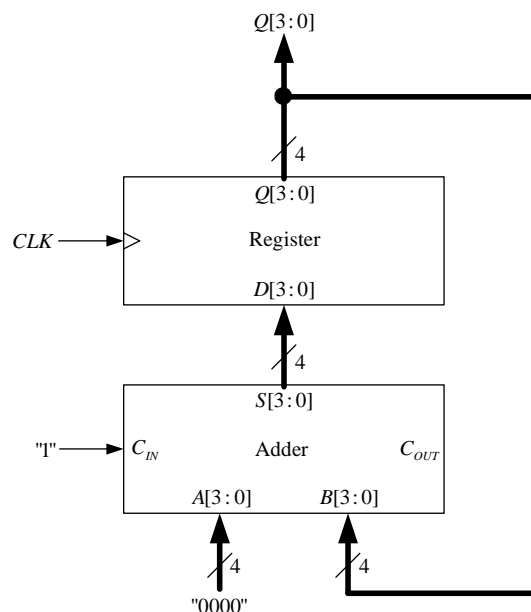 Q[3:0]
4
Q[3:0]
CLK
Register
D[3:0]
4
S[3:0]
"1"
C_IN
Adder
C_OUT
A[3:0]
B[3:0]
4
4
"0000"